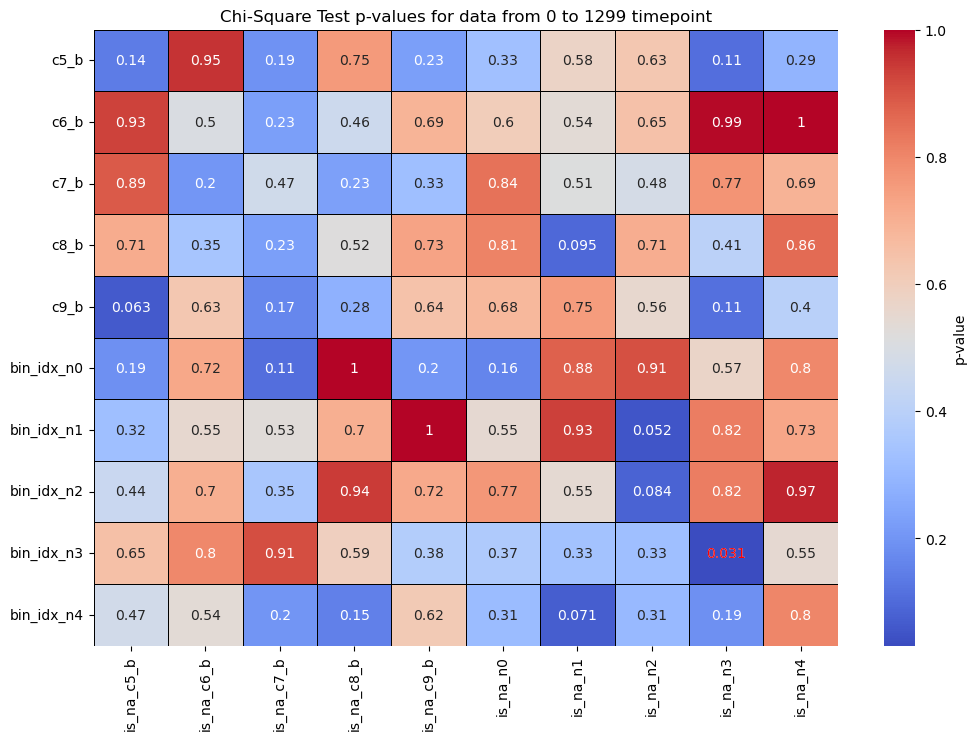 Chi-Square Test p-values for data from 0 to 1299 timepoint
c5_b 0.14 0.95 0.19 0.75 0.23 0.33 0.58 0.63 0.11 0.29
c6_b 0.93 0.5 0.23 0.46 0.69 0.6 0.54 0.65 0.99 1
c7_b 0.89 0.2 0.47 0.23 0.33 0.84 0.51 0.48 0.77 0.69
c8_b 0.71 0.35 0.23 0.52 0.73 0.81 0.095 0.71 0.41 0.86
c9_b 0.063 0.63 0.17 0.28 0.64 0.68 0.75 0.56 0.11 0.4
bin_idx_n0 0.19 0.72 0.11 1 0.2 0.16 0.88 0.91 0.57 0.8
bin_idx_n1 0.32 0.55 0.53 0.7 1 0.55 0.93 0.052 0.82 0.73
bin_idx_n2 0.44 0.7 0.35 0.94 0.72 0.77 0.55 0.084 0.82 0.97
bin_idx_n3 0.65 0.8 0.91 0.59 0.38 0.37 0.33 0.33 0.031 0.55
bin_idx_n4 0.47 0.54 0.2 0.15 0.62 0.31 0.071 0.31 0.19 0.8
is_na_c5_b
is_na_c6_b
is_na_c7_b
is_na_c8_b
is_na_c9_b
is_na_n0
is_na_n1
is_na_n2
is_na_n3
is_na_n4
1.0
0.8
0.6
0.4
0.2
p-value